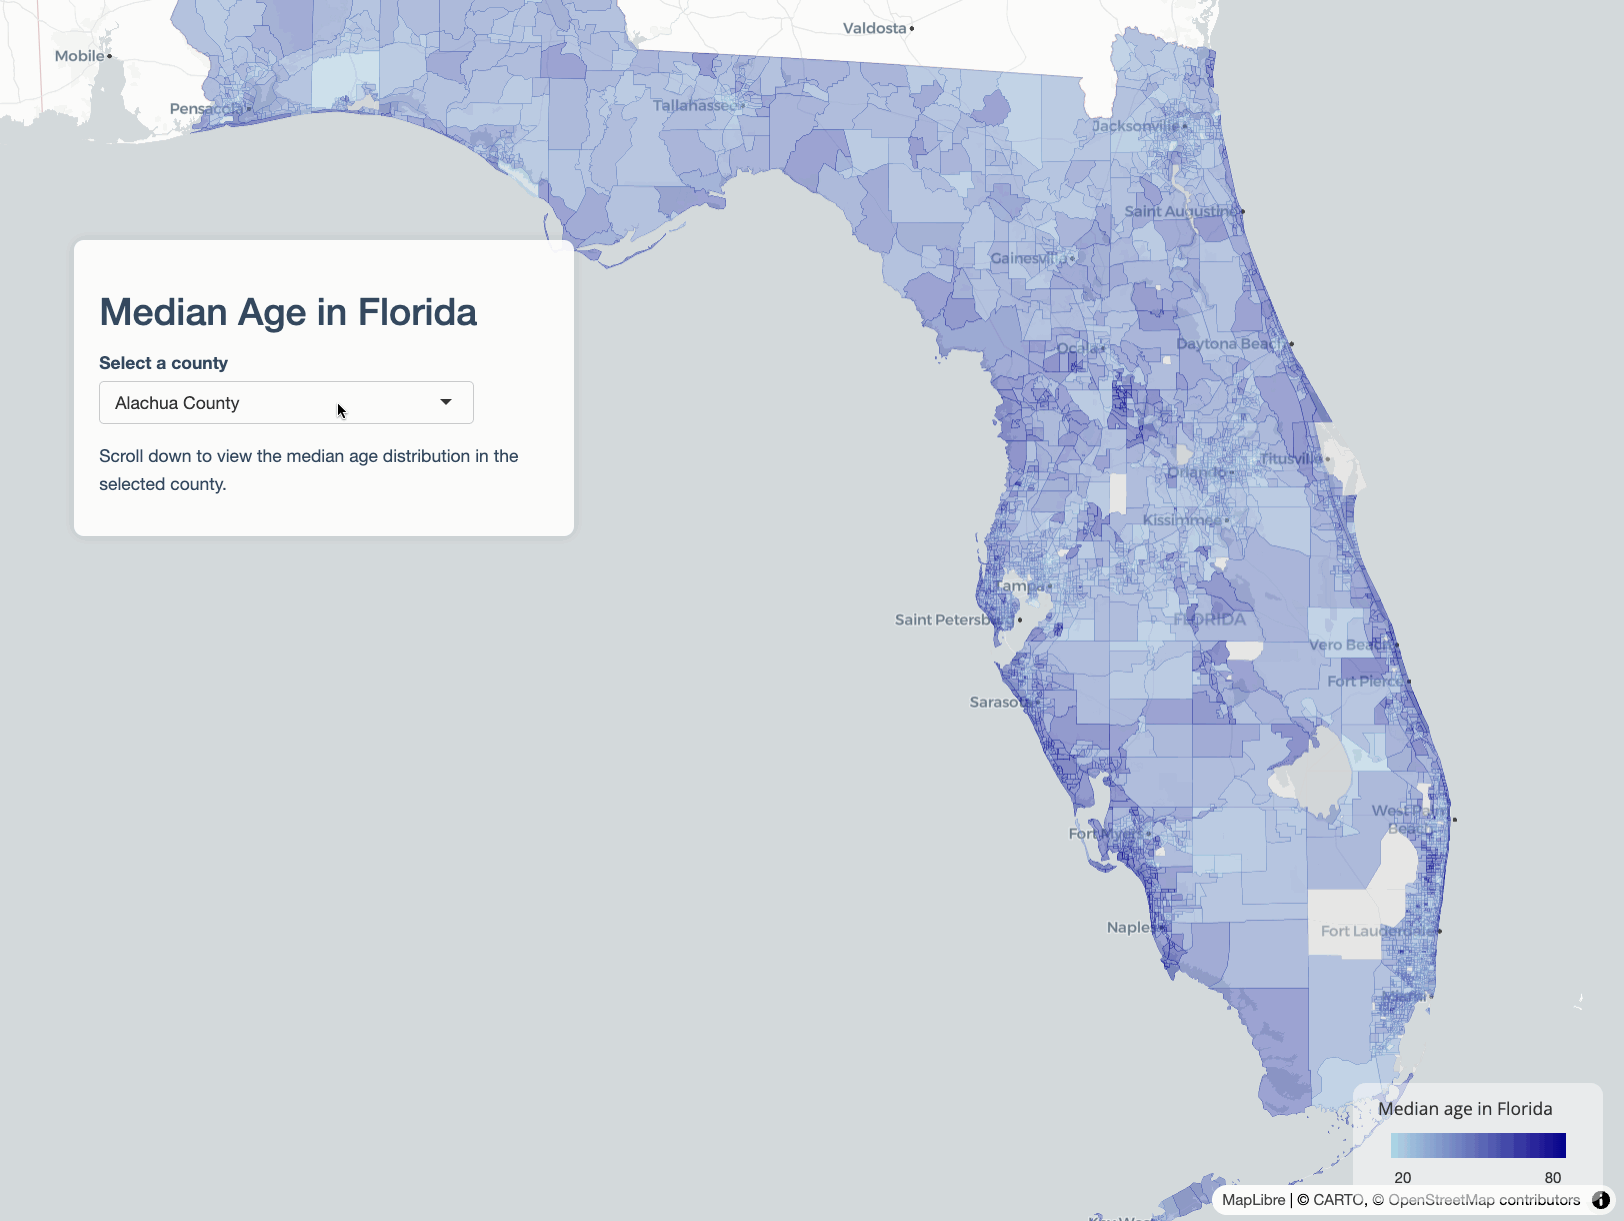 Valdosta
Mobile
Pensacola
Tallahassee
Jacksonville
Saint Augustine
Gainesville
Median Age in Florida
Select a county
Alachua County
Scroll down to view the median age distribution in the
selected county.
Ocala
Daytona Beach
Titusville
Orlando
Kissimmee
Tampa
Saint Petersburg
FLORIDA
Vero Beach
Fort Pierce
Sarasota
West Palm
Beach
Fort Myers
Naples
Fort Lauderdale
Miami
Median age in Florida
20 80
MapLibre | © CARTO, © OpenStreetMap contributors
Key West